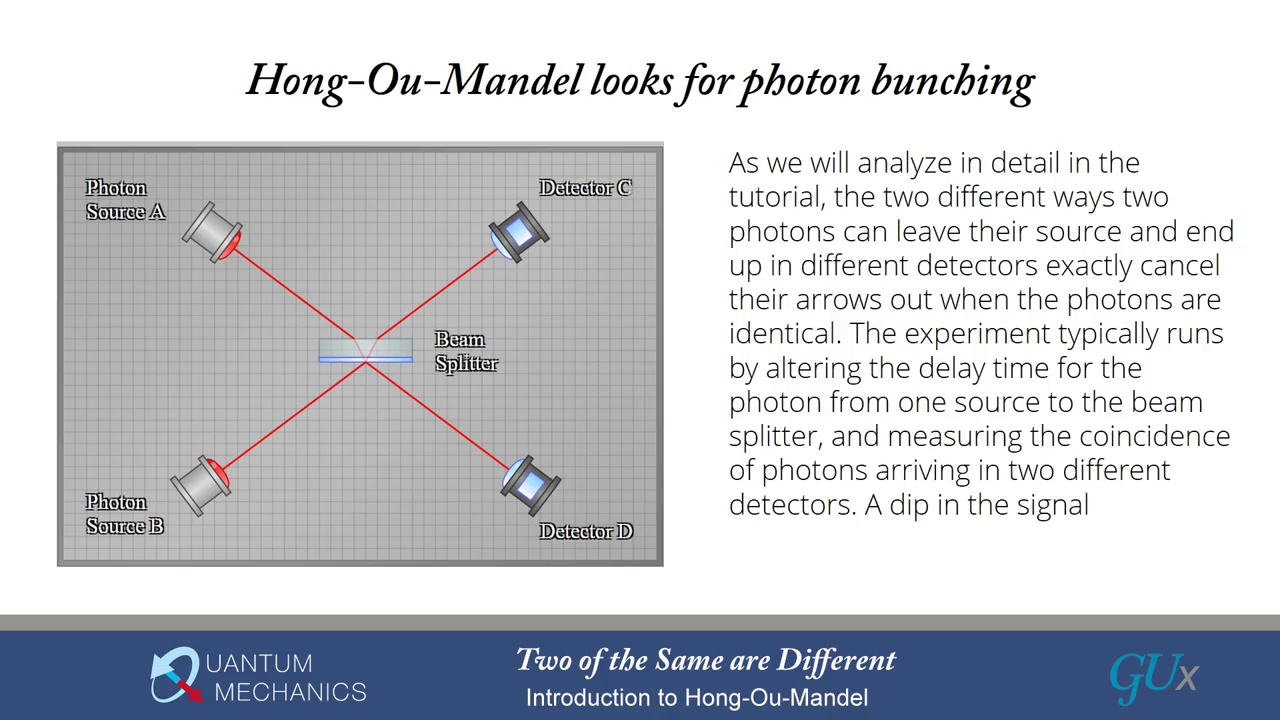 Hong-Ou-Mandel looks for photon bunching
Photon
Source A
Detector C
Beam
Splitter
Photon
Source B
Detector D
As we will analyze in detail in the
tutorial, the two different ways two
photons can leave their source and end
up in different detectors exactly cancel
their arrows out when the photons are
identical. The experiment typically runs
by altering the delay time for the
photon from one source to the beam
splitter, and measuring the coincidence
of photons arriving in two different
detectors. A dip in the signal
QUANTUM
MECHANICS
Two of the Same are Different
Introduction to Hong-Ou-Mandel
GUx